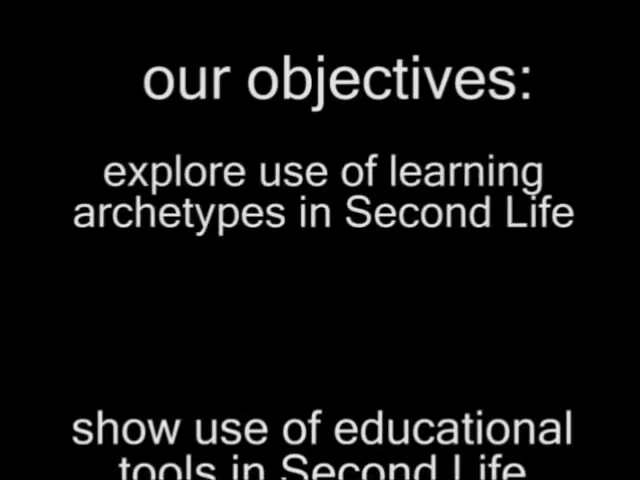 our objectives:
explore use of learning
archetypes in Second Life
show use of educational
tools in Second Life